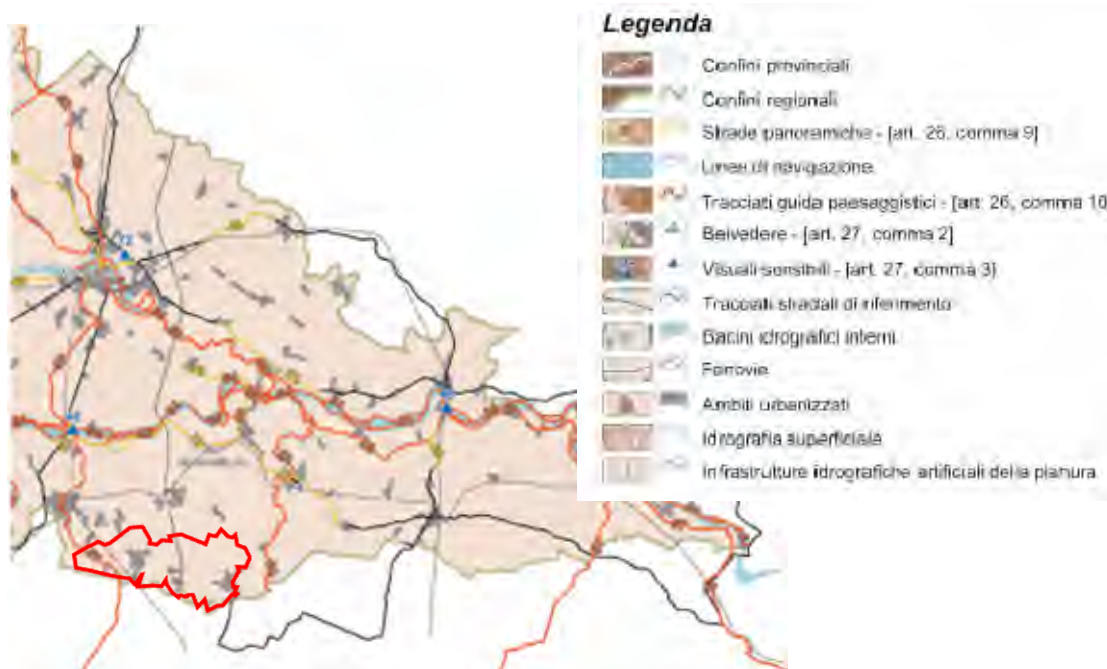 Legenda
Confini provinciali
Confini regionali
Strade panoramiche - [art. 26, comma 9]
Linee di navigazione
Tracciati guida paesaggistici - [art. 26, comma 10
Belvedere - [art. 27, comma 2]
Visuali sensibili - [art. 27, comma 3]
Tracciati stradali di riferimento
Bacini idrografici interni
Ferrovie
Ambiti urbanizzati
Idrografia superficiale
Infrastrutture idrografiche artificiali della pianura